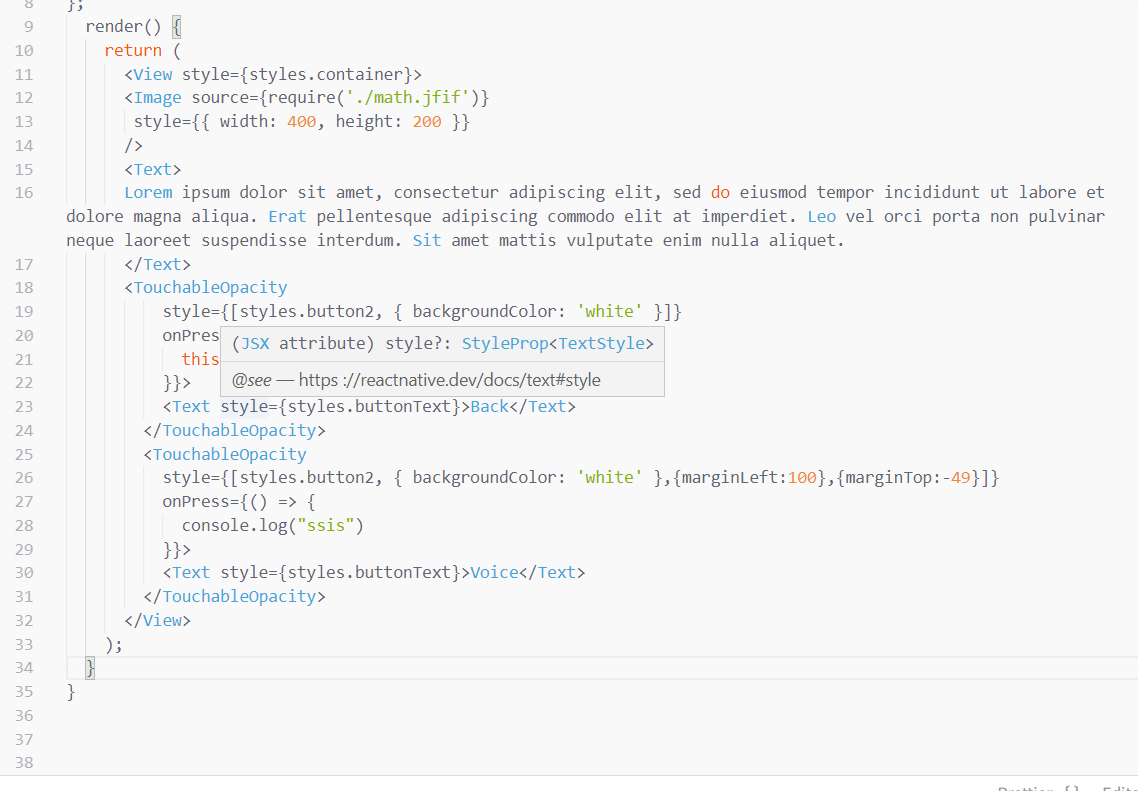 8 };
9 render() {
10 return (
11 <View style={styles.container}>
12 <Image source={require('./math.jfif')}
13 style={{ width: 400, height: 200 }}
14 />
15 <Text>
16 Lorem ipsum dolor sit amet, consectetur adipiscing elit, sed do eiusmod tempor incididunt ut labore et
dolore magna aliqua. Erat pellentesque adipiscing commodo elit at imperdiet. Leo vel orci porta non pulvinar
neque laoreet suspendisse interdum. Sit amet mattis vulputate enim nulla aliquet.
17 </Text>
18 <TouchableOpacity
19 style={[styles.button2, { backgroundColor: 'white' }]}
20 onPres
(JSX attribute) style?: StyleProp<TextStyle>
21 this
22 }}>
@see — https ://reactnative.dev/docs/text#style
23 <Text style={styles.buttonText}>Back</Text>
24 </TouchableOpacity>
25 <TouchableOpacity
26 style={[styles.button2, { backgroundColor: 'white' },{marginLeft:100},{marginTop:-49}]}
27 onPress={() => {
28 console.log("ssis")
29 }}>
30 <Text style={styles.buttonText}>Voice</Text>
31 </TouchableOpacity>
32 </View>
33 );
34 }
35 }
36
37
38